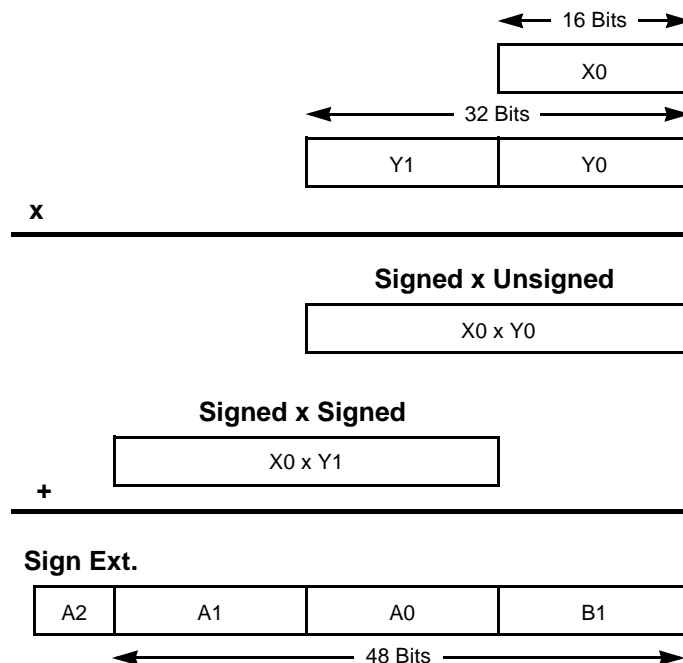 16 Bits
X0
32 Bits
Y1 Y0
x
Signed x Unsigned
X0 x Y0
Signed x Signed
X0 x Y1
+
Sign Ext.
A2 A1 A0 B1
48 Bits